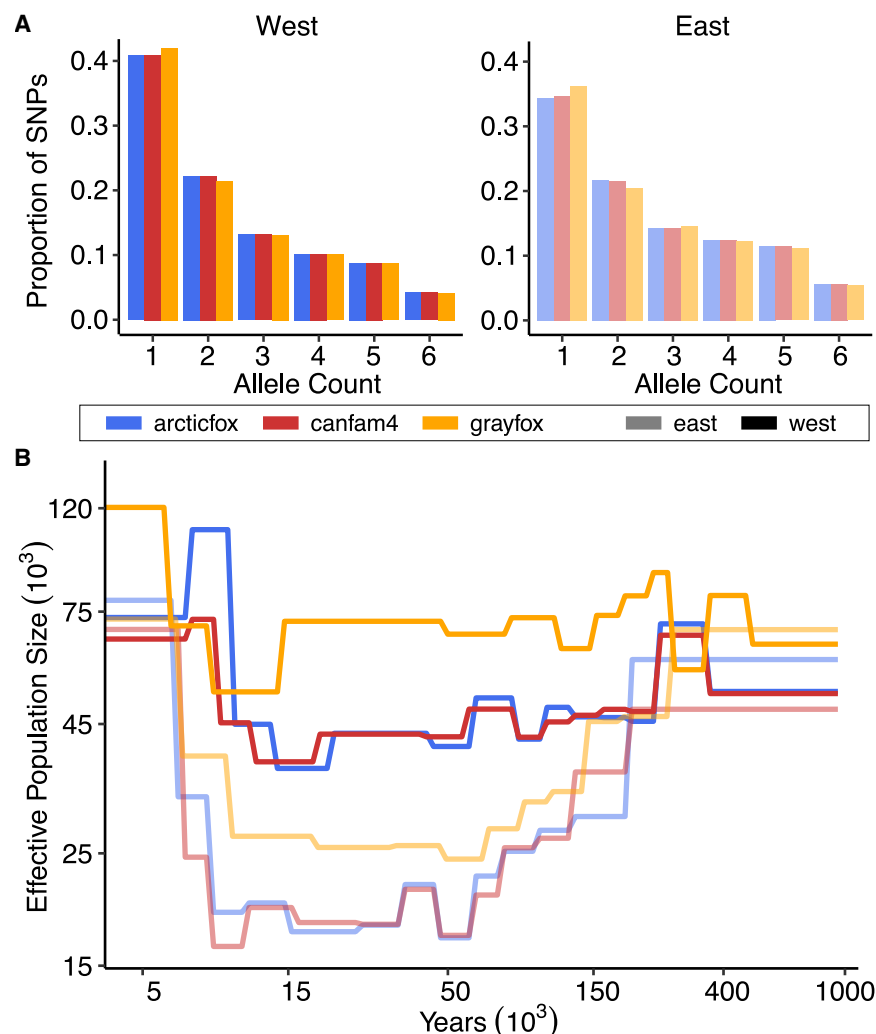 A
West
East
Proportion of SNPs
0.4
0.3
0.2
0.1
0.0
1 2 3 4 5 6
Allele Count
0.4
0.3
0.2
0.1
0.0
1 2 3 4 5 6
Allele Count
arcticfox canfam4 grayfox east west
B
Effective Population Size (10³)
120
75
45
25
15
5 15 50 150 400 1000
Years (10³)